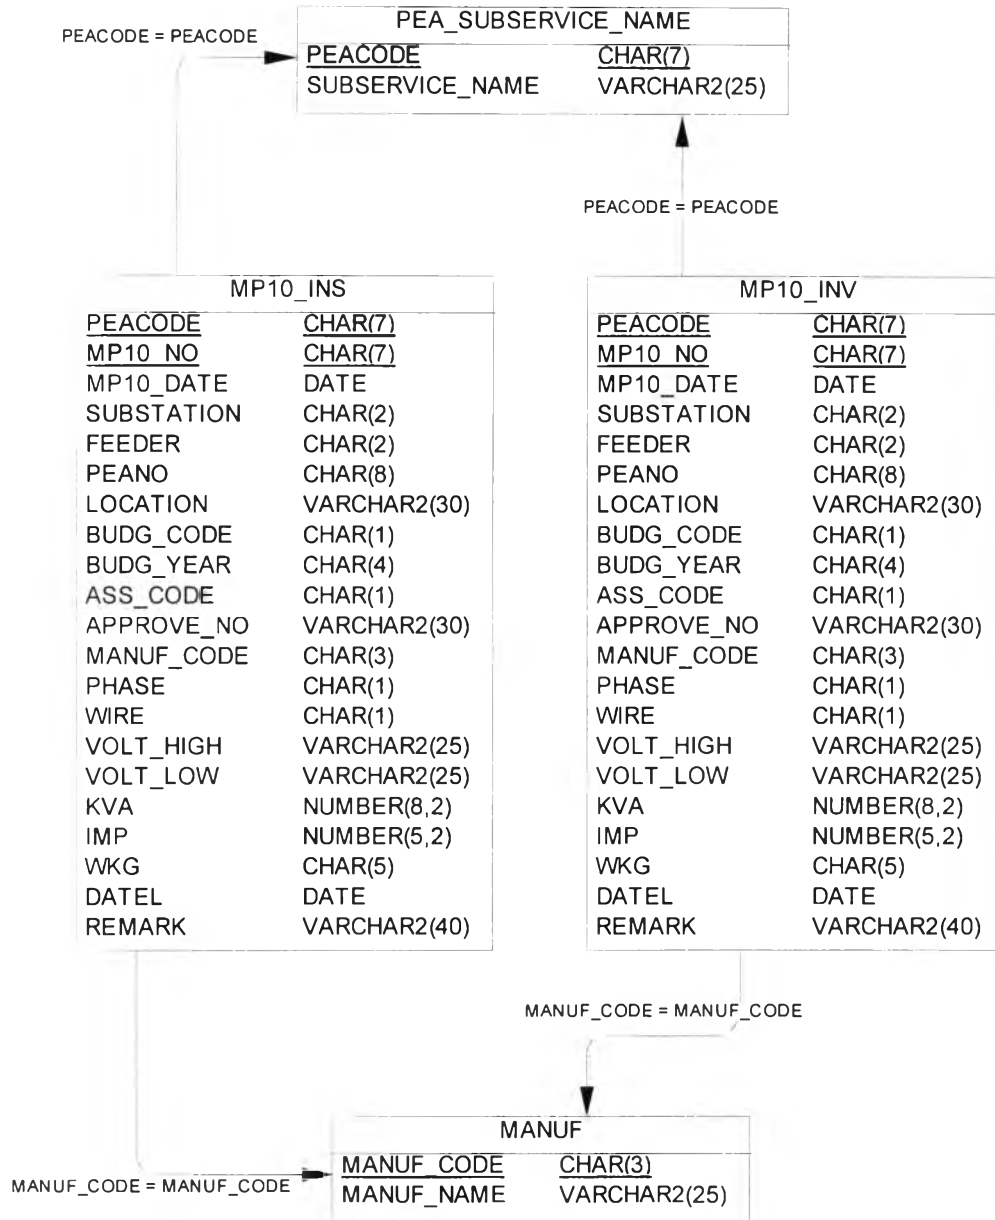 PEACODE = PEACODE
PEA_SUBSERVICE_NAME
PEACODE CHAR(7)
SUBSERVICE_NAME VARCHAR2(25)
PEACODE = PEACODE
MP10_INS
PEACODE CHAR(7)
MP10_NO CHAR(7)
MP10_DATE DATE
SUBSTATION CHAR(2)
FEEDER CHAR(2)
PEANO CHAR(8)
LOCATION VARCHAR2(30)
BUDG_CODE CHAR(1)
BUDG_YEAR CHAR(4)
ASS_CODE CHAR(1)
APPROVE_NO VARCHAR2(30)
MANUF_CODE CHAR(3)
PHASE CHAR(1)
WIRE CHAR(1)
VOLT_HIGH VARCHAR2(25)
VOLT_LOW VARCHAR2(25)
KVA NUMBER(8,2)
IMP NUMBER(5,2)
WKG CHAR(5)
DATEL DATE
REMARK VARCHAR2(40)
MP10_INV
PEACODE CHAR(7)
MP10_NO CHAR(7)
MP10_DATE DATE
SUBSTATION CHAR(2)
FEEDER CHAR(2)
PEANO CHAR(8)
LOCATION VARCHAR2(30)
BUDG_CODE CHAR(1)
BUDG_YEAR CHAR(4)
ASS_CODE CHAR(1)
APPROVE_NO VARCHAR2(30)
MANUF_CODE CHAR(3)
PHASE CHAR(1)
WIRE CHAR(1)
VOLT_HIGH VARCHAR2(25)
VOLT_LOW VARCHAR2(25)
KVA NUMBER(8,2)
IMP NUMBER(5,2)
WKG CHAR(5)
DATEL DATE
REMARK VARCHAR2(40)
MANUF_CODE = MANUF_CODE
MANUF
MANUF_CODE CHAR(3)
MANUF_NAME VARCHAR2(25)
MANUF_CODE = MANUF_CODE